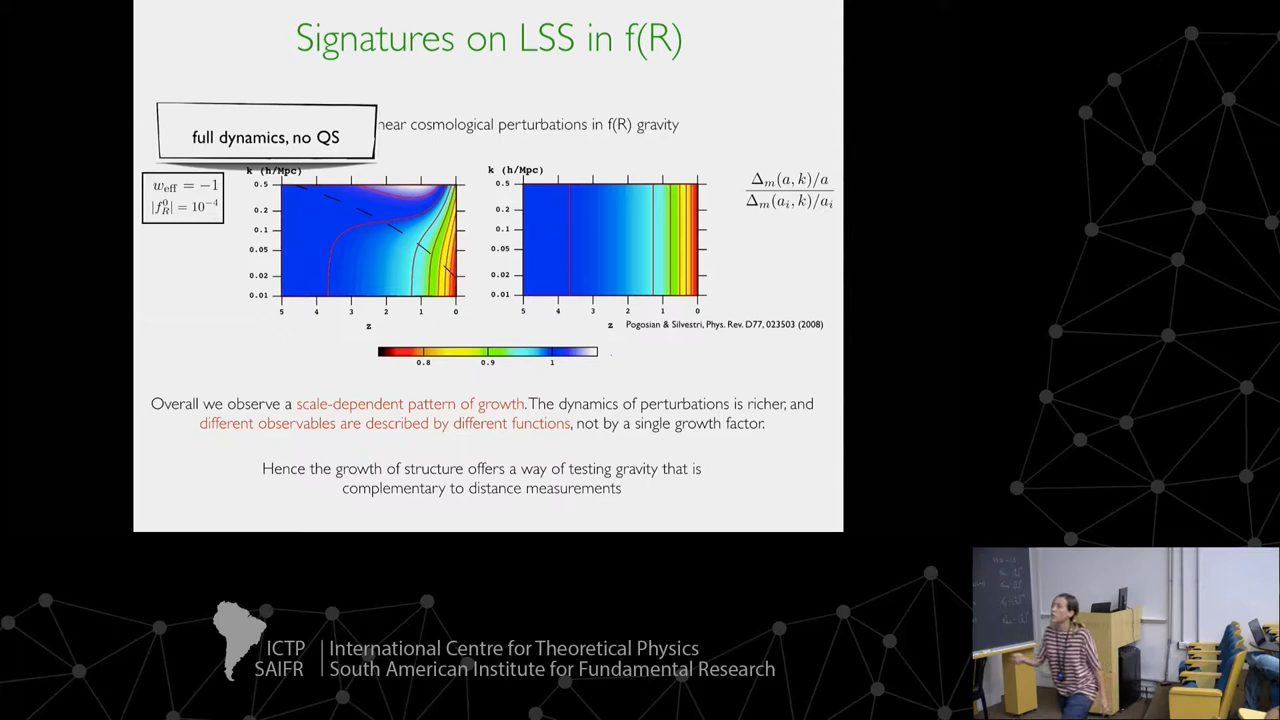 Signatures on LSS in f(R)
full dynamics, no QS
near cosmological perturbations in f(R) gravity
w_eff = −1
|f_R^0| = 10^−4
k (h/Mpc)
0.5
0.2
0.1
0.05
0.02
0.01
5 4 3 2 1 0
z
k (h/Mpc)
0.5
0.2
0.1
0.05
0.02
0.01
5 4 3 2 1 0
z
Δ_m(a, k)/a
Δ_m(a_i, k)/a_i
Pogosian & Silvestri, Phys. Rev. D77, 023503 (2008)
0.8 0.9 1
Overall we observe a scale-dependent pattern of growth. The dynamics of perturbations is richer, and
different observables are described by different functions, not by a single growth factor.
Hence the growth of structure offers a way of testing gravity that is
complementary to distance measurements
ICTP
SAIFR
International Centre for Theoretical Physics
South American Institute for Fundamental Research